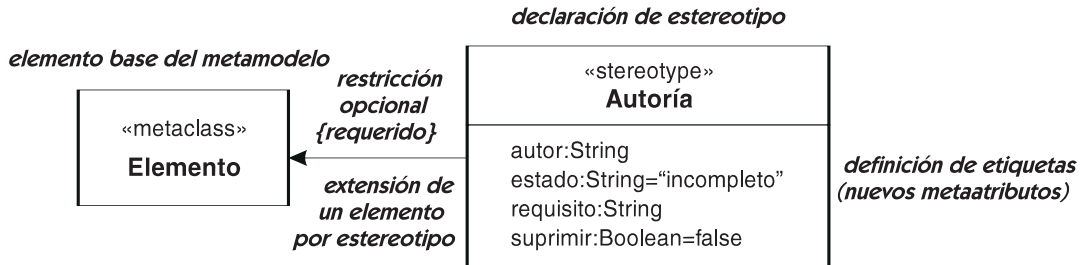 declaración de estereotipo
elemento base del metamodelo
«metaclass»
Elemento
restricción
opcional
{requerido}
extensión de
un elemento
por estereotipo
«stereotype»
Autoría
autor:String
estado:String=“incompleto”
requisito:String
suprimir:Boolean=false
definición de etiquetas
(nuevos metaatributos)